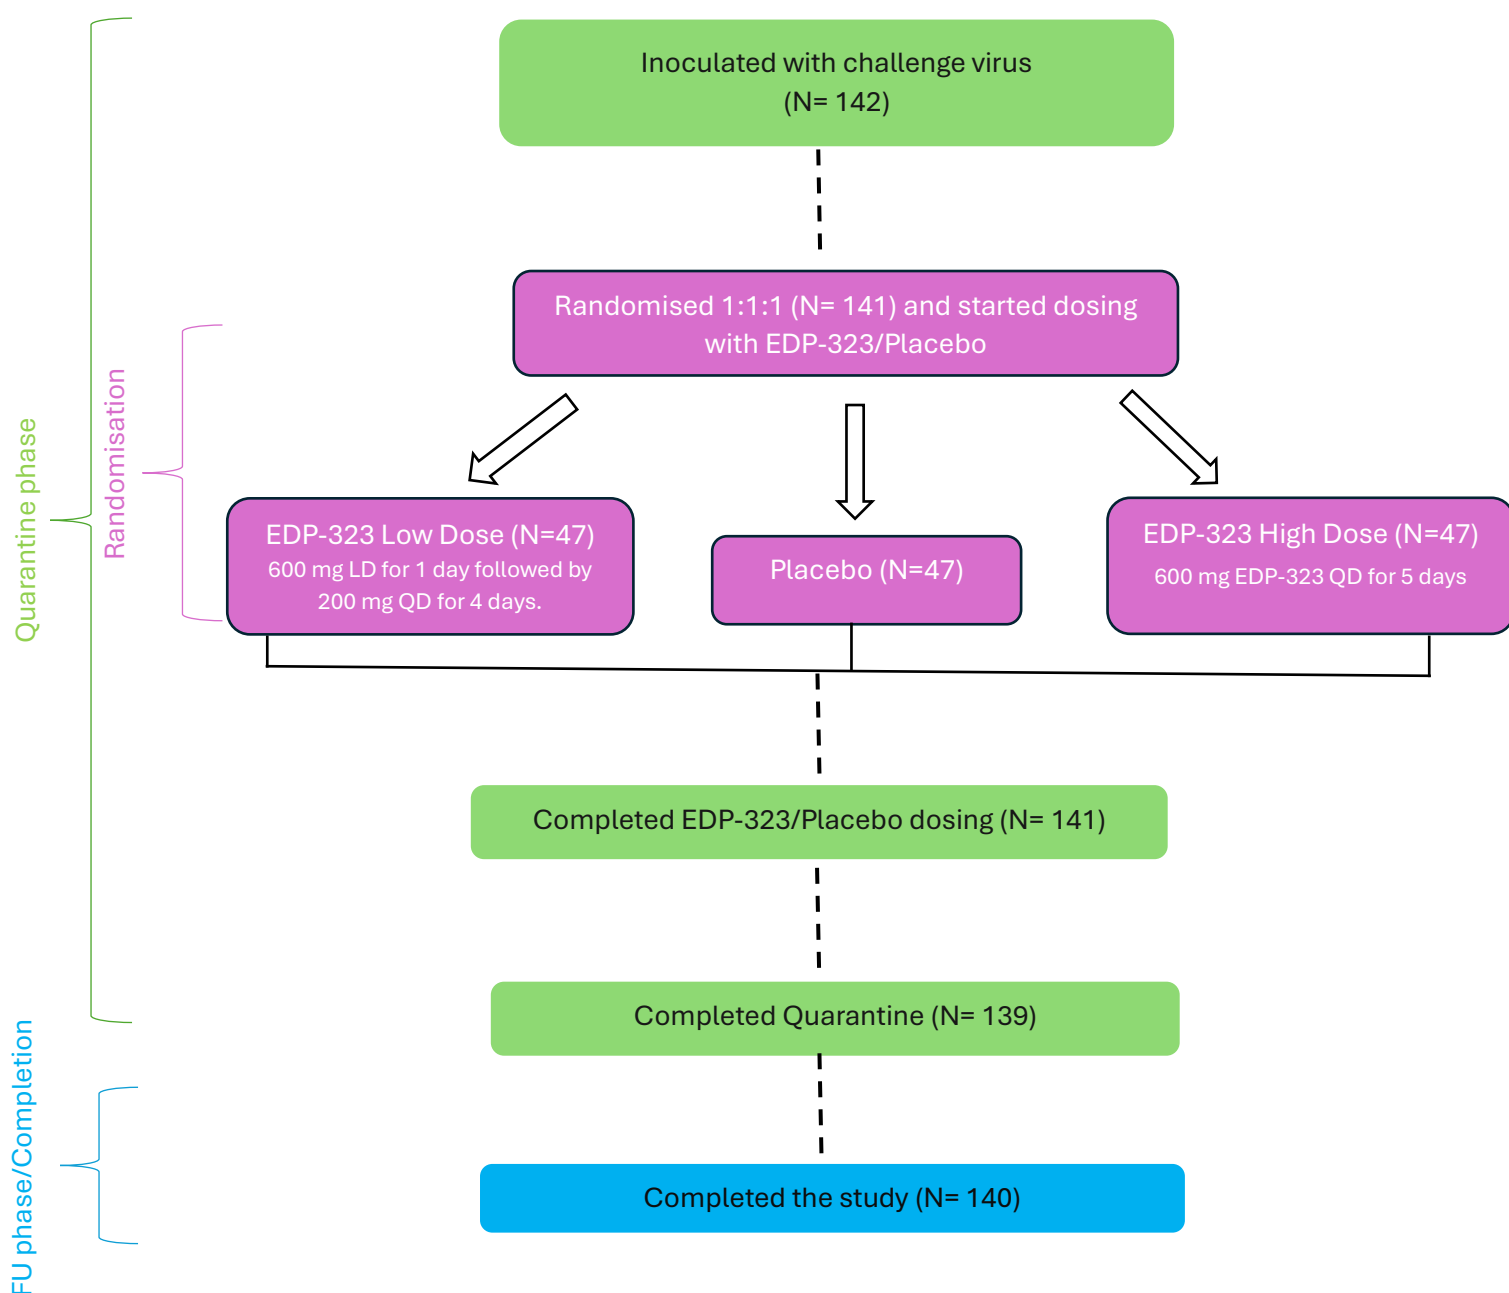 Inoculated with challenge virus
(N= 142)
Randomised 1:1:1 (N= 141) and started dosing
with EDP-323/Placebo
Quarantine phase
Randomisation
EDP-323 Low Dose (N=47)
600 mg LD for 1 day followed by
200 mg QD for 4 days.
Placebo (N=47)
EDP-323 High Dose (N=47)
600 mg EDP-323 QD for 5 days
Completed EDP-323/Placebo dosing (N= 141)
Completed Quarantine (N= 139)
FU phase/Completion
Completed the study (N= 140)